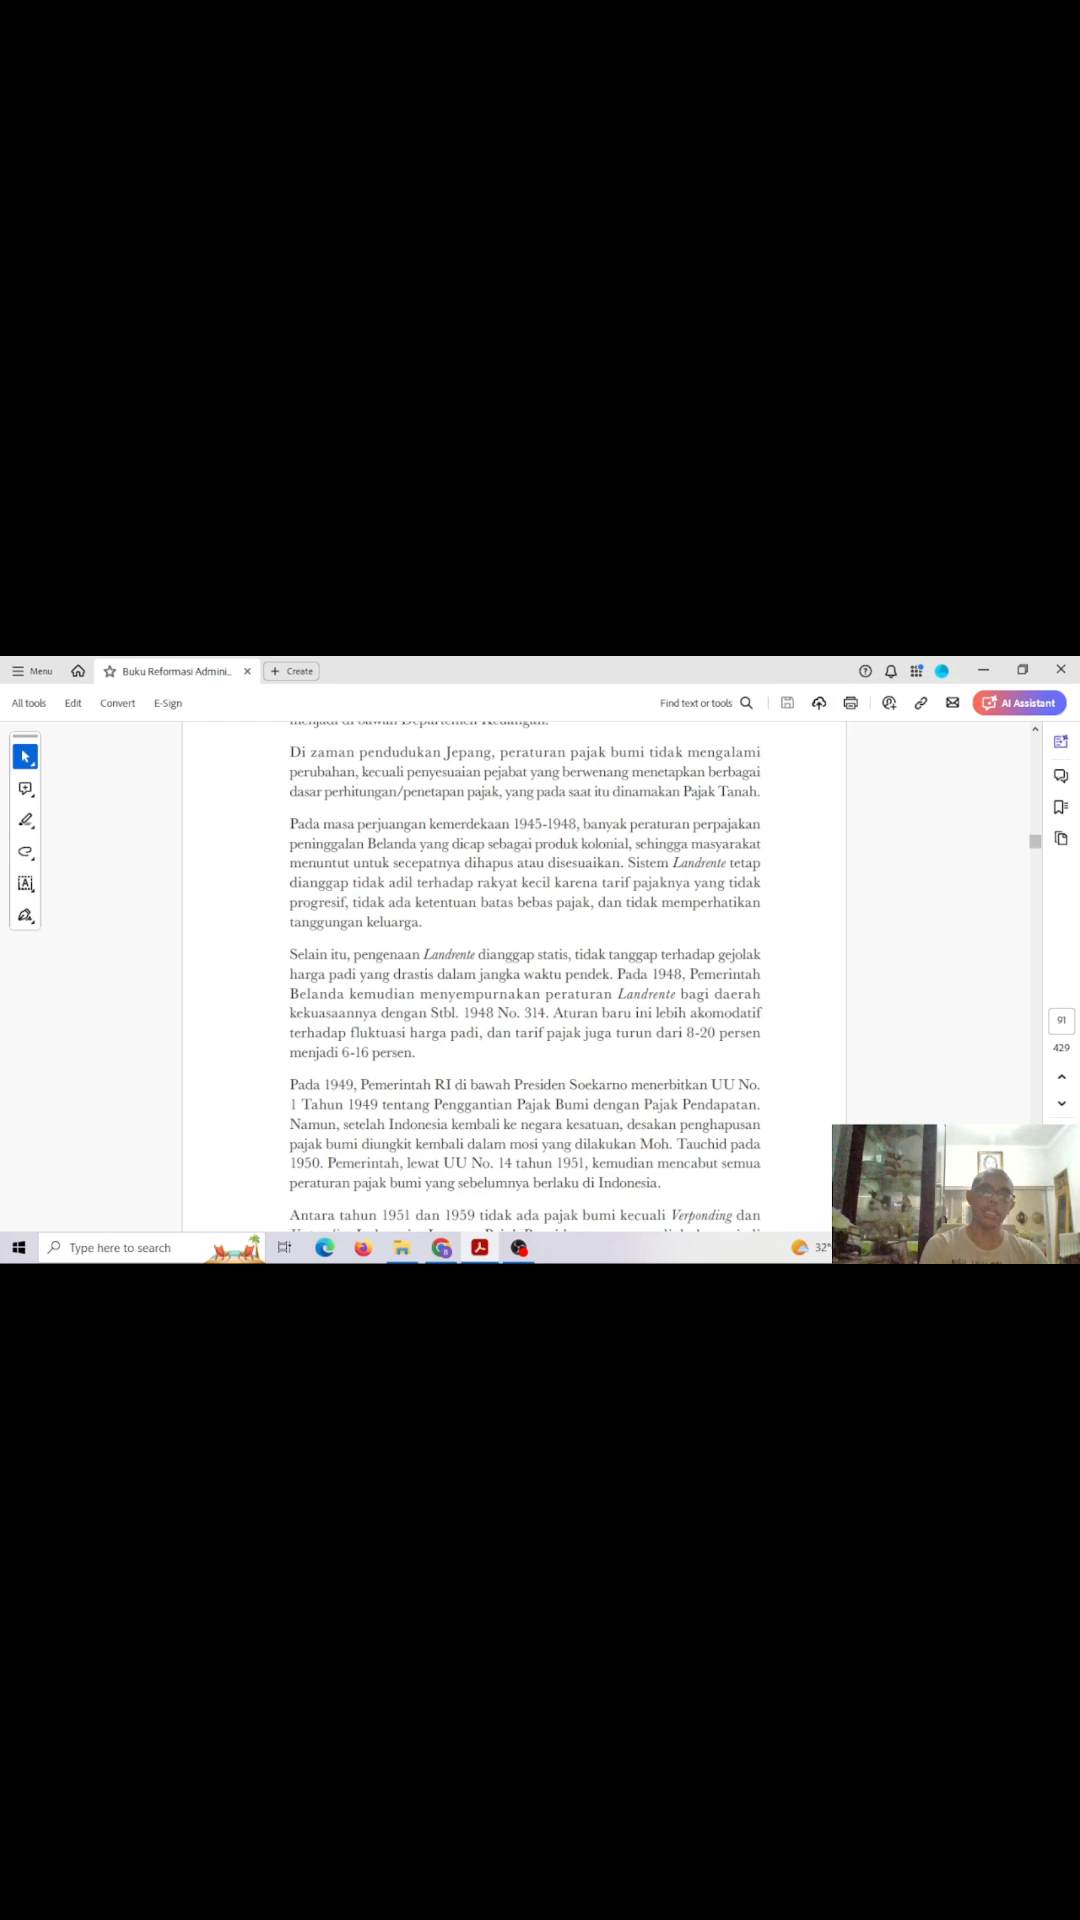 Menu
Buku Reformasi Admini..
Create
All tools Edit Convert E-Sign
Find text or tools
AI Assistant
Di zaman pendudukan Jepang, peraturan pajak bumi tidak mengalami
perubahan, kecuali penyesuaian pejabat yang berwenang menetapkan berbagai
dasar perhitungan/penetapan pajak, yang pada saat itu dinamakan Pajak Tanah.
Pada masa perjuangan kemerdekaan 1945-1948, banyak peraturan perpajakan
peninggalan Belanda yang dicap sebagai produk kolonial, sehingga masyarakat
menuntut untuk secepatnya dihapus atau disesuaikan. Sistem Landrente tetap
dianggap tidak adil terhadap rakyat kecil karena tarif pajaknya yang tidak
progresif, tidak ada ketentuan batas bebas pajak, dan tidak memperhatikan
tanggungan keluarga.
Selain itu, pengenaan Landrente dianggap statis, tidak tanggap terhadap gejolak
harga padi yang drastis dalam jangka waktu pendek. Pada 1948, Pemerintah
Belanda kemudian menyempurnakan peraturan Landrente bagi daerah
kekuasaannya dengan Stbl. 1948 No. 314. Aturan baru ini lebih akomodatif
terhadap fluktuasi harga padi, dan tarif pajak juga turun dari 8-20 persen
menjadi 6-16 persen.
Pada 1949, Pemerintah RI di bawah Presiden Soekarno menerbitkan UU No.
1 Tahun 1949 tentang Penggantian Pajak Bumi dengan Pajak Pendapatan.
Namun, setelah Indonesia kembali ke negara kesatuan, desakan penghapusan
pajak bumi diungkit kembali dalam mosi yang dilakukan Moh. Tauchid pada
1950. Pemerintah, lewat UU No. 14 tahun 1951, kemudian mencabut semua
peraturan pajak bumi yang sebelumnya berlaku di Indonesia.
Antara tahun 1951 dan 1959 tidak ada pajak bumi kecuali Verponding dan
91
429
Type here to search
32°